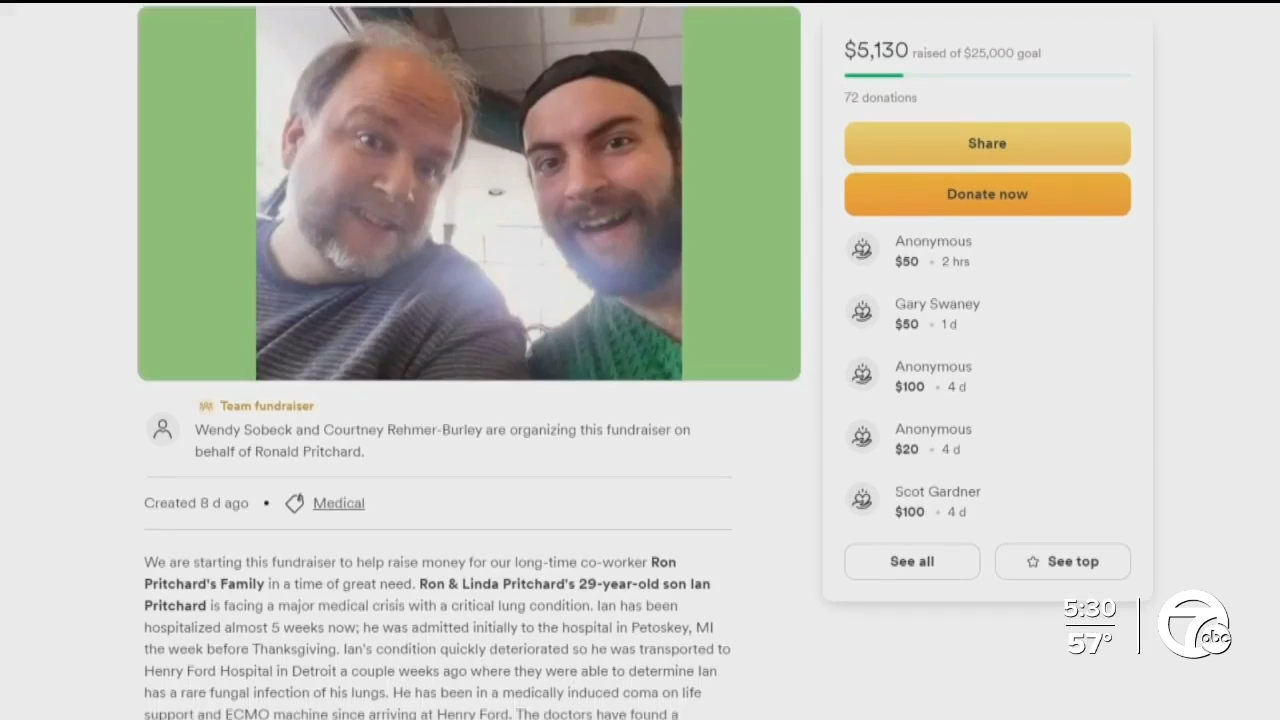 $5,130 raised of $25,000 goal
72 donations
Share
Donate now
Anonymous
$50 • 2 hrs
Gary Swaney
$50 • 1 d
Anonymous
$100 • 4 d
Anonymous
$20 • 4 d
Scot Gardner
$100 • 4 d
See all
See top
Team fundraiser
Wendy Sobeck and Courtney Rehmer-Burley are organizing this fundraiser on
behalf of Ronald Pritchard.
Created 8 d ago • Medical
We are starting this fundraiser to help raise money for our long-time co-worker Ron
Pritchard's Family in a time of great need. Ron & Linda Pritchard's 29-year-old son Ian
Pritchard is facing a major medical crisis with a critical lung condition. Ian has been
hospitalized almost 5 weeks now; he was admitted initially to the hospital in Petoskey, MI
the week before Thanksgiving. Ian's condition quickly deteriorated so he was transported to
Henry Ford Hospital in Detroit a couple weeks ago where they were able to determine Ian
has a rare fungal infection of his lungs. He has been in a medically induced coma on life
support and ECMO machine since arriving at Henry Ford. The doctors have found a
5:30
57°
7 abc